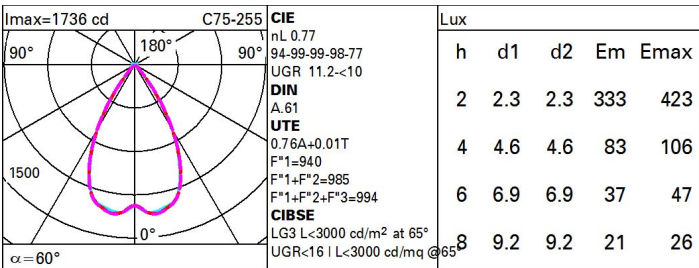 Imax=1736 cd C75-255
90° 180° 90°
1500
0°
α=60°
CIE
nL 0.77
94-99-99-98-77
UGR 11.2-<10
DIN
A.61
UTE
0.76A+0.01T
F"1=940
F"1+F"2=985
F"1+F"2+F"3=994
CIBSE
LG3 L<3000 cd/m² at 65°
UGR<16 | L<3000 cd/mq @65°
Lux
h d1 d2 Em Emax
2 2.3 2.3 333 423
4 4.6 4.6 83 106
6 6.9 6.9 37 47
8 9.2 9.2 21 26